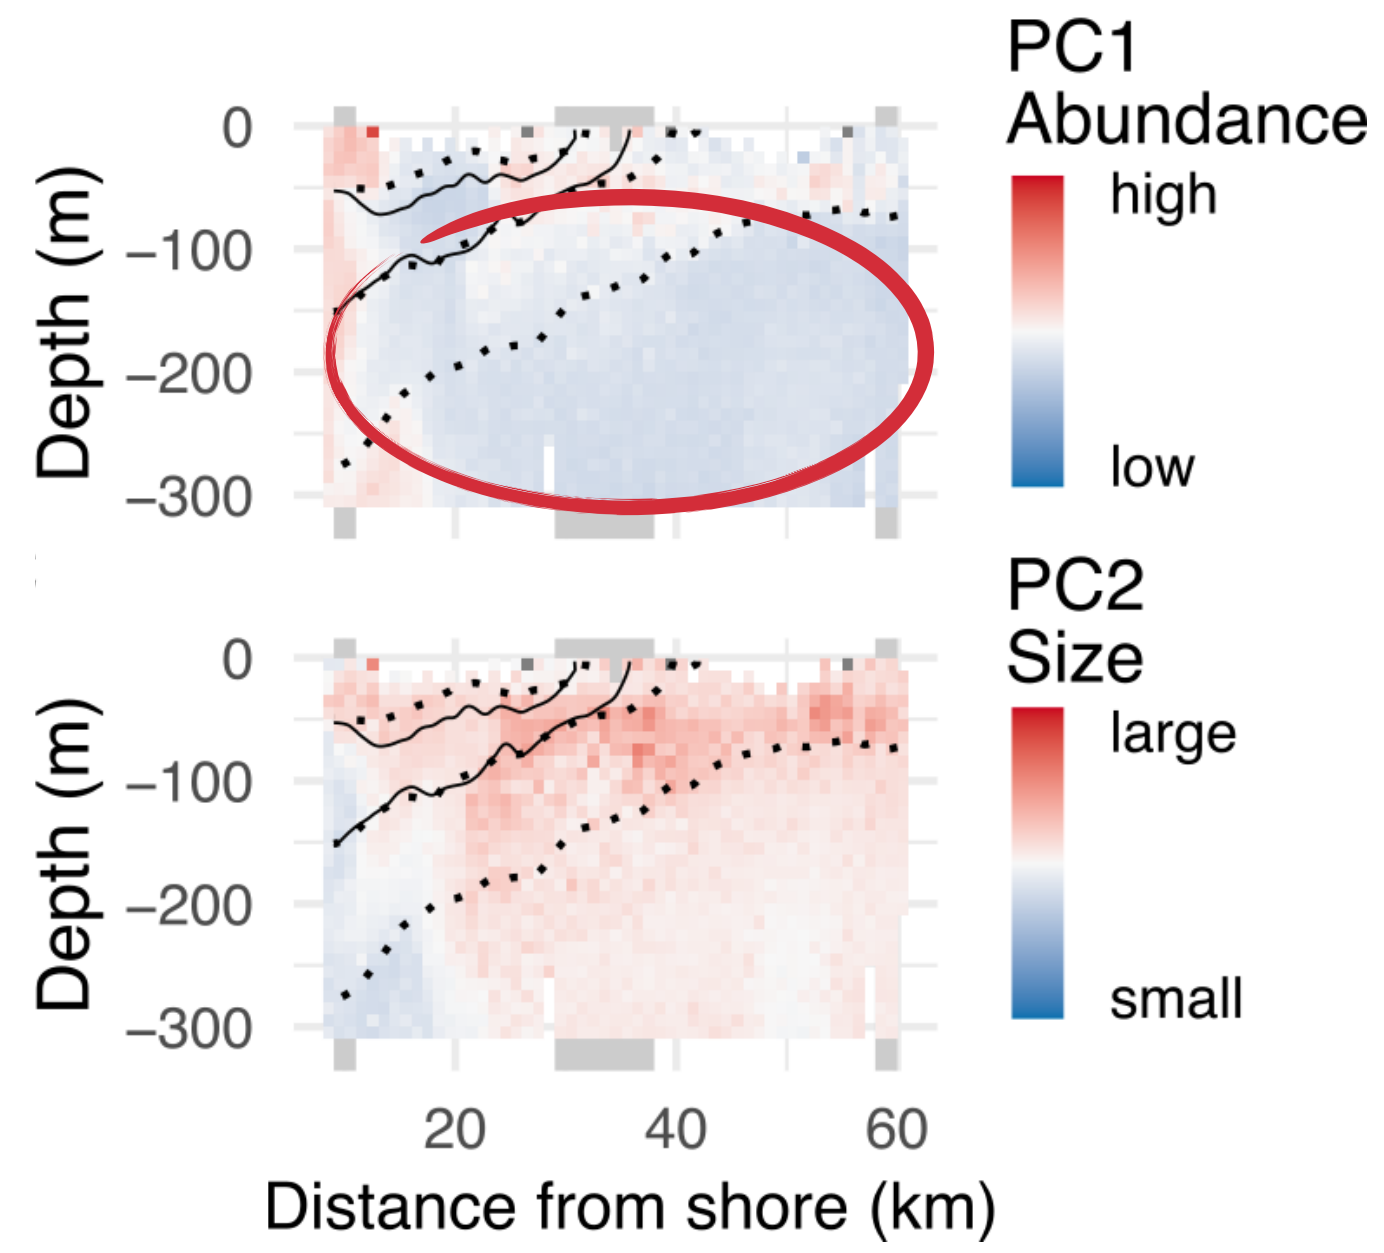 PC1
Abundance
high
low
0
−100
−200
−300
Depth (m)
PC2
Size
large
small
0
−100
−200
−300
Depth (m)
20 40 60
Distance from shore (km)